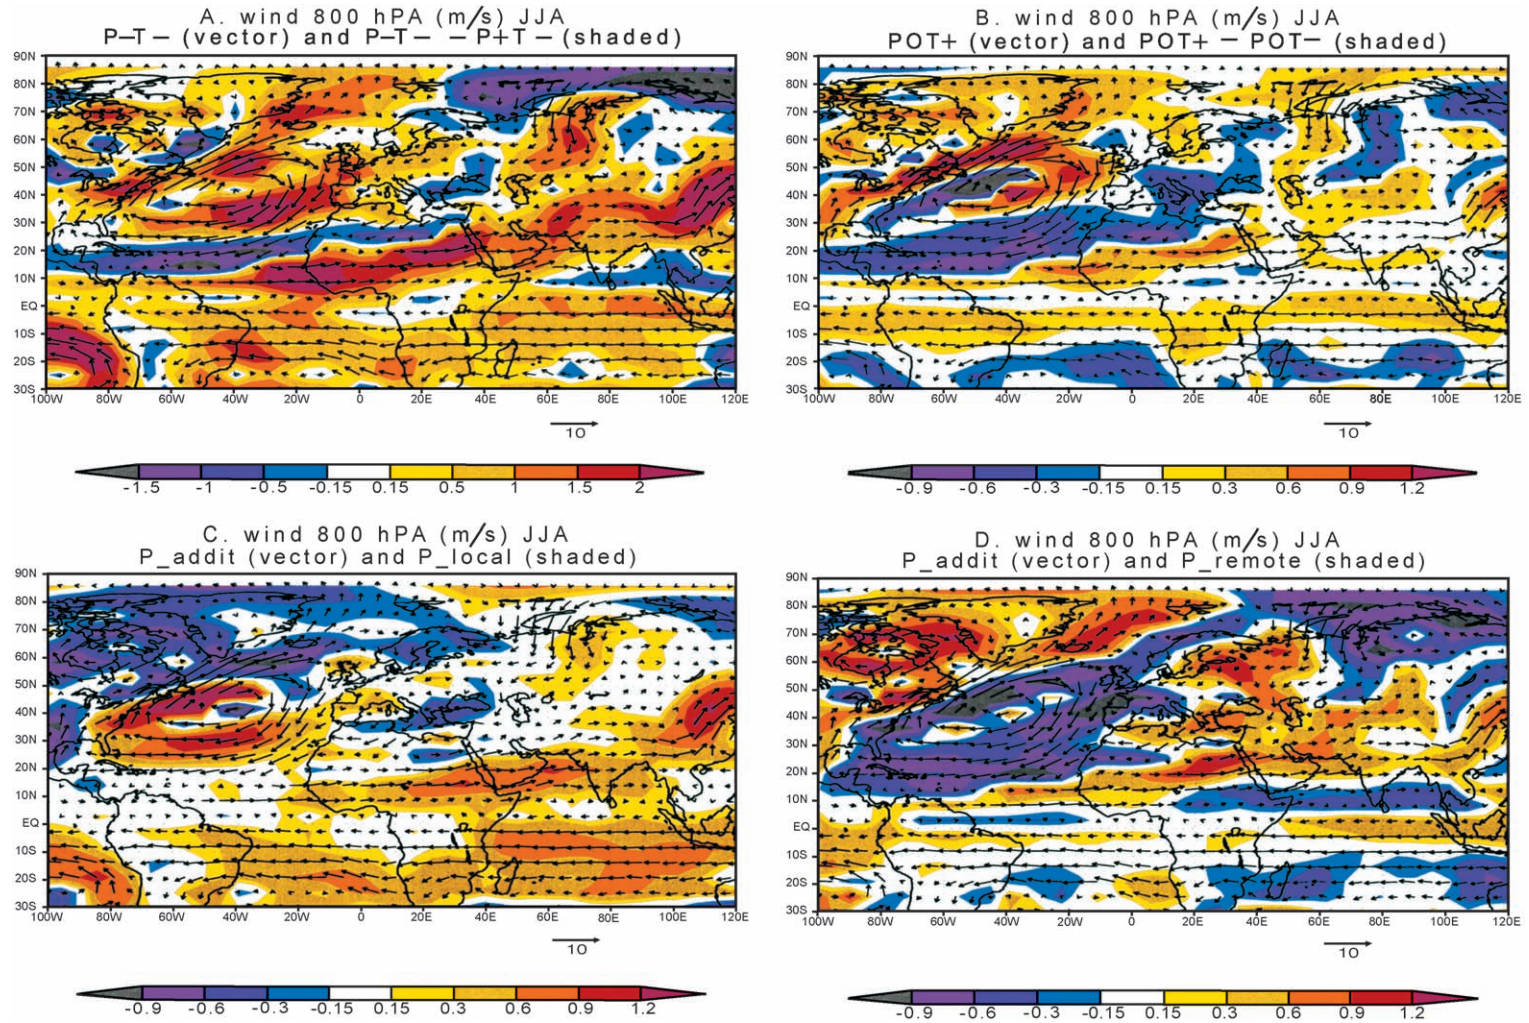 A. wind 800 hPA (m/s) JJA
P–T– (vector) and P–T– –P+T– (shaded)
90N
80N
70N
60N
50N
40N
30N
20N
10N
EQ
10S
20S
30S
100W 80W 60W 40W 20W 0 20E 40E 60E 80E 100E 120E
10
-1.5 -1 -0.5 -0.15 0.15 0.5 1 1.5 2
B. wind 800 hPA (m/s) JJA
POT+ (vector) and POT+ – POT– (shaded)
90N
80N
70N
60N
50N
40N
30N
20N
10N
EQ
10S
20S
30S
100W 80W 60W 40W 20W 0 20E 40E 60E 80E 100E 120E
10
-0.9 -0.6 -0.3 -0.15 0.15 0.3 0.6 0.9 1.2
C. wind 800 hPA (m/s) JJA
P_addit (vector) and P_local (shaded)
90N
80N
70N
60N
50N
40N
30N
20N
10N
EQ
10S
20S
30S
100W 80W 60W 40W 20W 0 20E 40E 60E 80E 100E 120E
10
-0.9 -0.6 -0.3 -0.15 0.15 0.3 0.6 0.9 1.2
D. wind 800 hPA (m/s) JJA
P_addit (vector) and P_remote (shaded)
90N
80N
70N
60N
50N
40N
30N
20N
10N
EQ
10S
20S
30S
100W 80W 60W 40W 20W 0 20E 40E 60E 80E 100E 120E
10
-0.9 -0.6 -0.3 -0.15 0.15 0.3 0.6 0.9 1.2